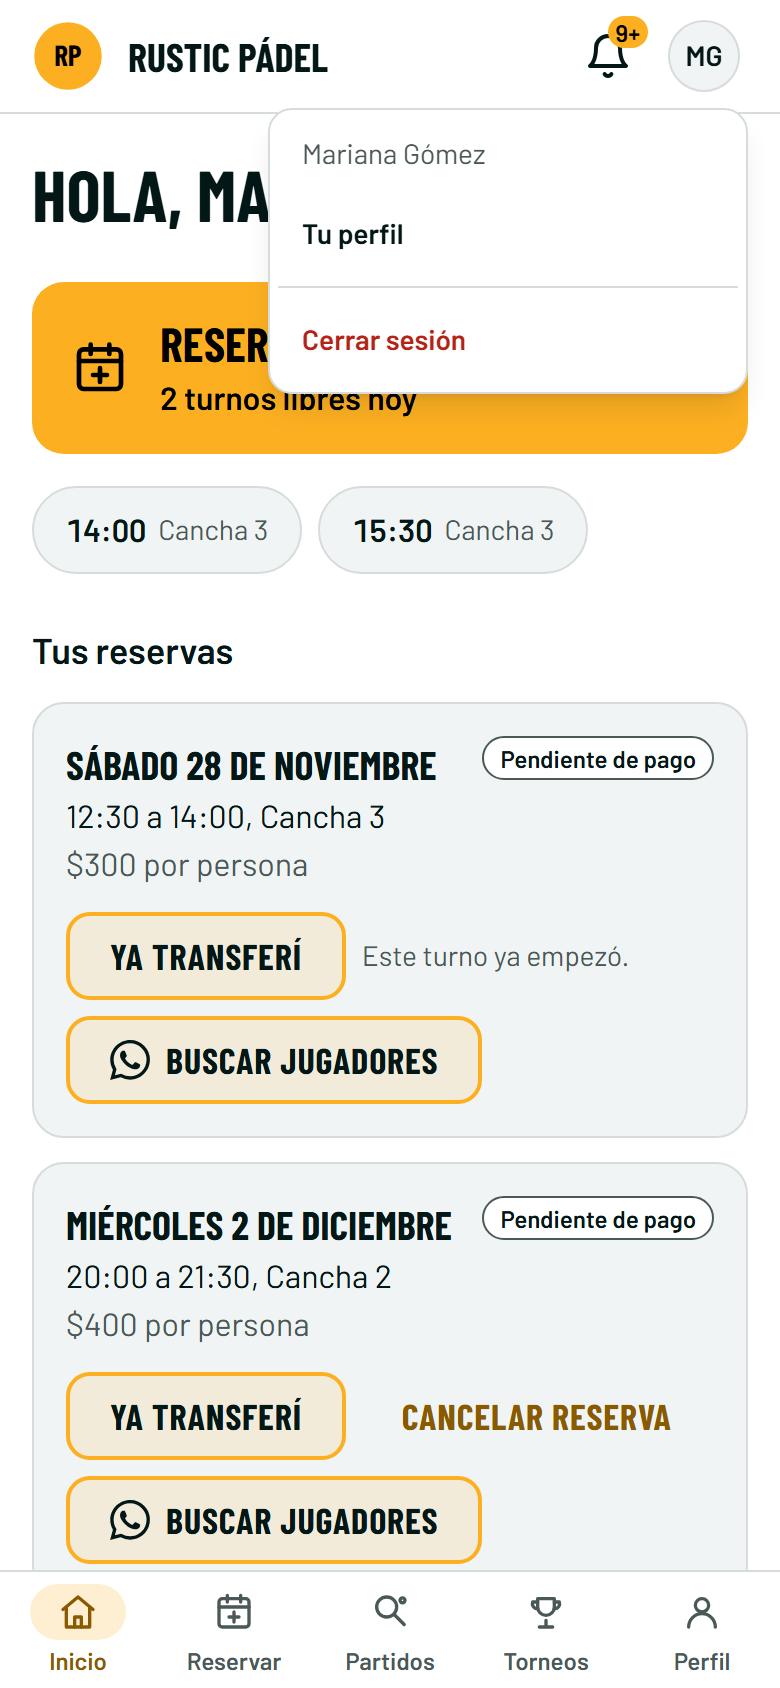 RP
RUSTIC PÁDEL
9+
MG
Mariana Gómez
Tu perfil
Cerrar sesión
HOLA, MA
RESER
2 turnos libres hoy
14:00 Cancha 3
15:30 Cancha 3
Tus reservas
SÁBADO 28 DE NOVIEMBRE
Pendiente de pago
12:30 a 14:00, Cancha 3
$300 por persona
YA TRANSFERÍ
Este turno ya empezó.
BUSCAR JUGADORES
MIÉRCOLES 2 DE DICIEMBRE
Pendiente de pago
20:00 a 21:30, Cancha 2
$400 por persona
YA TRANSFERÍ
CANCELAR RESERVA
BUSCAR JUGADORES
Inicio
Reservar
Partidos
Torneos
Perfil